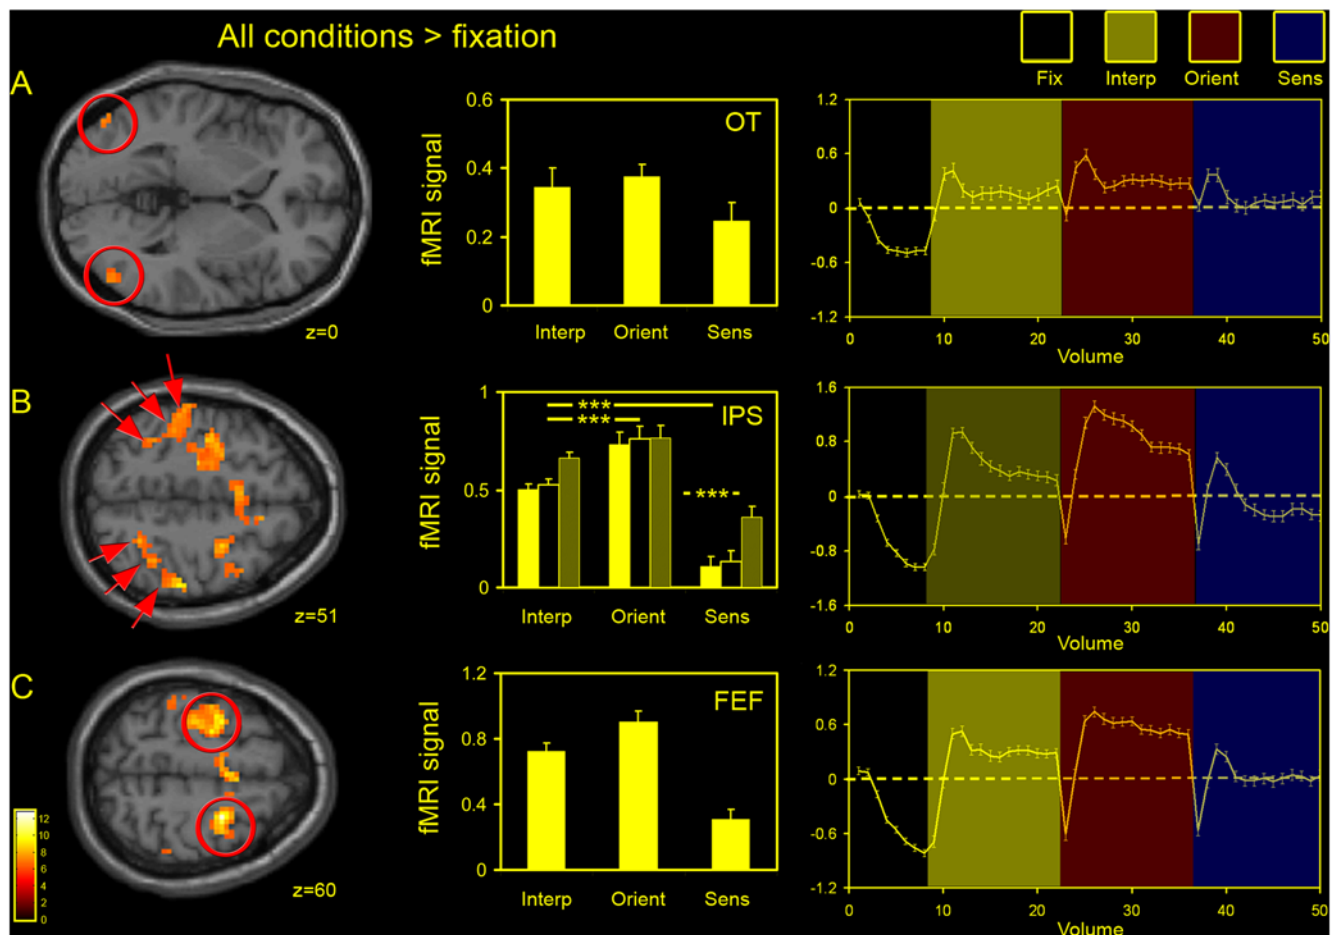 All conditions > fixation
Fix Interp Orient Sens
A
z=0
fMRI signal
0.6
0.4
0.2
0
OT
Interp Orient Sens
1.2
0.6
0
-0.6
-1.2
0 10 20 30 40 50
Volume
B
z=51
fMRI signal
1
0.5
0
***
***
IPS
***
Interp Orient Sens
1.6
0.8
0
-0.8
-1.6
0 10 20 30 40 50
Volume
C
12
10
8
6
4
2
0
z=60
fMRI signal
1.2
0.8
0.4
0
FEF
Interp Orient Sens
1.2
0.6
0
-0.6
-1.2
0 10 20 30 40 50
Volume